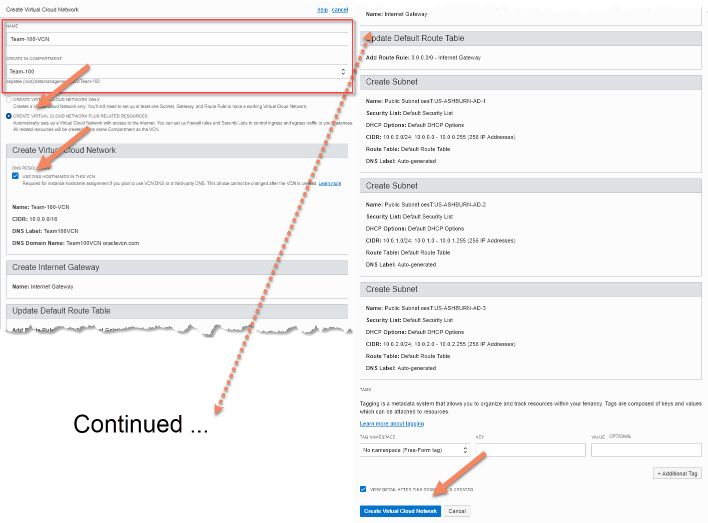 Create Virtual Cloud Network help cancel
NAME
Team-100-VCN
CREATE IN COMPARTMENT
Team-100
CREATE VIRTUAL CLOUD NETWORK ONLY
Creates a Virtual Cloud Network only. You'll still need to set up at least one Subnet, Gateway, and Route Rule to have a working Virtual Cloud Network.
CREATE VIRTUAL CLOUD NETWORK PLUS RELATED RESOURCES
Automatically sets up a Virtual Cloud Network with access to the internet. You can set up firewall rules and Security Lists to control ingress and egress traffic to your instances.
All related resources will be created in the same Compartment as the VCN.
Create Virtual Cloud Network
DNS
USE DNS HOSTNAMES IN THIS VCN
Required for instance hostname assignment if you plan to use VCN DNS or a third-party DNS. This choice cannot be changed after the VCN is created. Learn more
Name: Team-100-VCN
CIDR: 10.0.0.0/16
DNS Label: Team100VCN
DNS Domain Name: Team100VCN.oraclevcn.com
Create Internet Gateway
Name: Internet Gateway
Update Default Route Table
Continued ...
Name: Internet Gateway
Update Default Route Table
Add Route Rule: 0.0.0.0/0 - Internet Gateway
Create Subnet
Name: Public Subnet oesT:US-ASHBURN-AD-1
Security List: Default Security List
DHCP Options: Default DHCP Options
CIDR: 10.0.0.0/24; 10.0.0.0 - 10.0.0.255 (256 IP Addresses)
Route Table: Default Route Table
DNS Label: Auto-generated
Create Subnet
Name: Public Subnet oesT:US-ASHBURN-AD-2
Security List: Default Security List
DHCP Options: Default DHCP Options
CIDR: 10.0.1.0/24; 10.0.1.0 - 10.0.1.255 (256 IP Addresses)
Route Table: Default Route Table
DNS Label: Auto-generated
Create Subnet
Name: Public Subnet oesT:US-ASHBURN-AD-3
Security List: Default Security List
DHCP Options: Default DHCP Options
CIDR: 10.0.2.0/24; 10.0.2.0 - 10.0.2.255 (256 IP Addresses)
Route Table: Default Route Table
DNS Label: Auto-generated
TAGS
Tagging is a metadata system that allows you to organize and track resources within your tenancy. Tags are composed of keys and values
which can be attached to resources.
Learn more about tagging
TAG NAMESPACE KEY VALUE OPTIONAL
No namespace (Free-Form tag)
+ Additional Tag
VIEW DETAIL AFTER THIS IS CREATED
Create Virtual Cloud Network Cancel